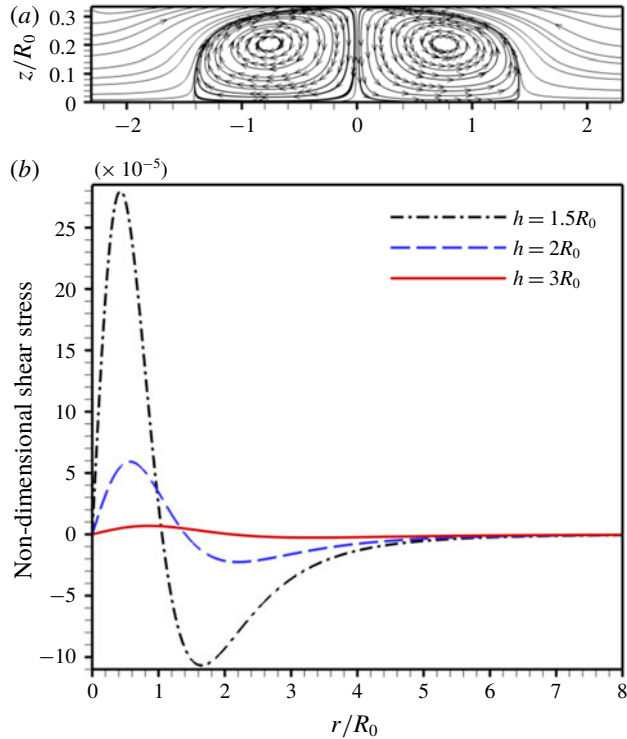 (a)
z/R₀
0.3
0.2
0.1
0
−2 −1 0 1 2
(b)
(× 10⁻⁵)
Non-dimensional shear stress
25
20
15
10
5
0
−5
−10
h = 1.5R₀
h = 2R₀
h = 3R₀
0 1 2 3 4 5 6 7 8
r/R₀